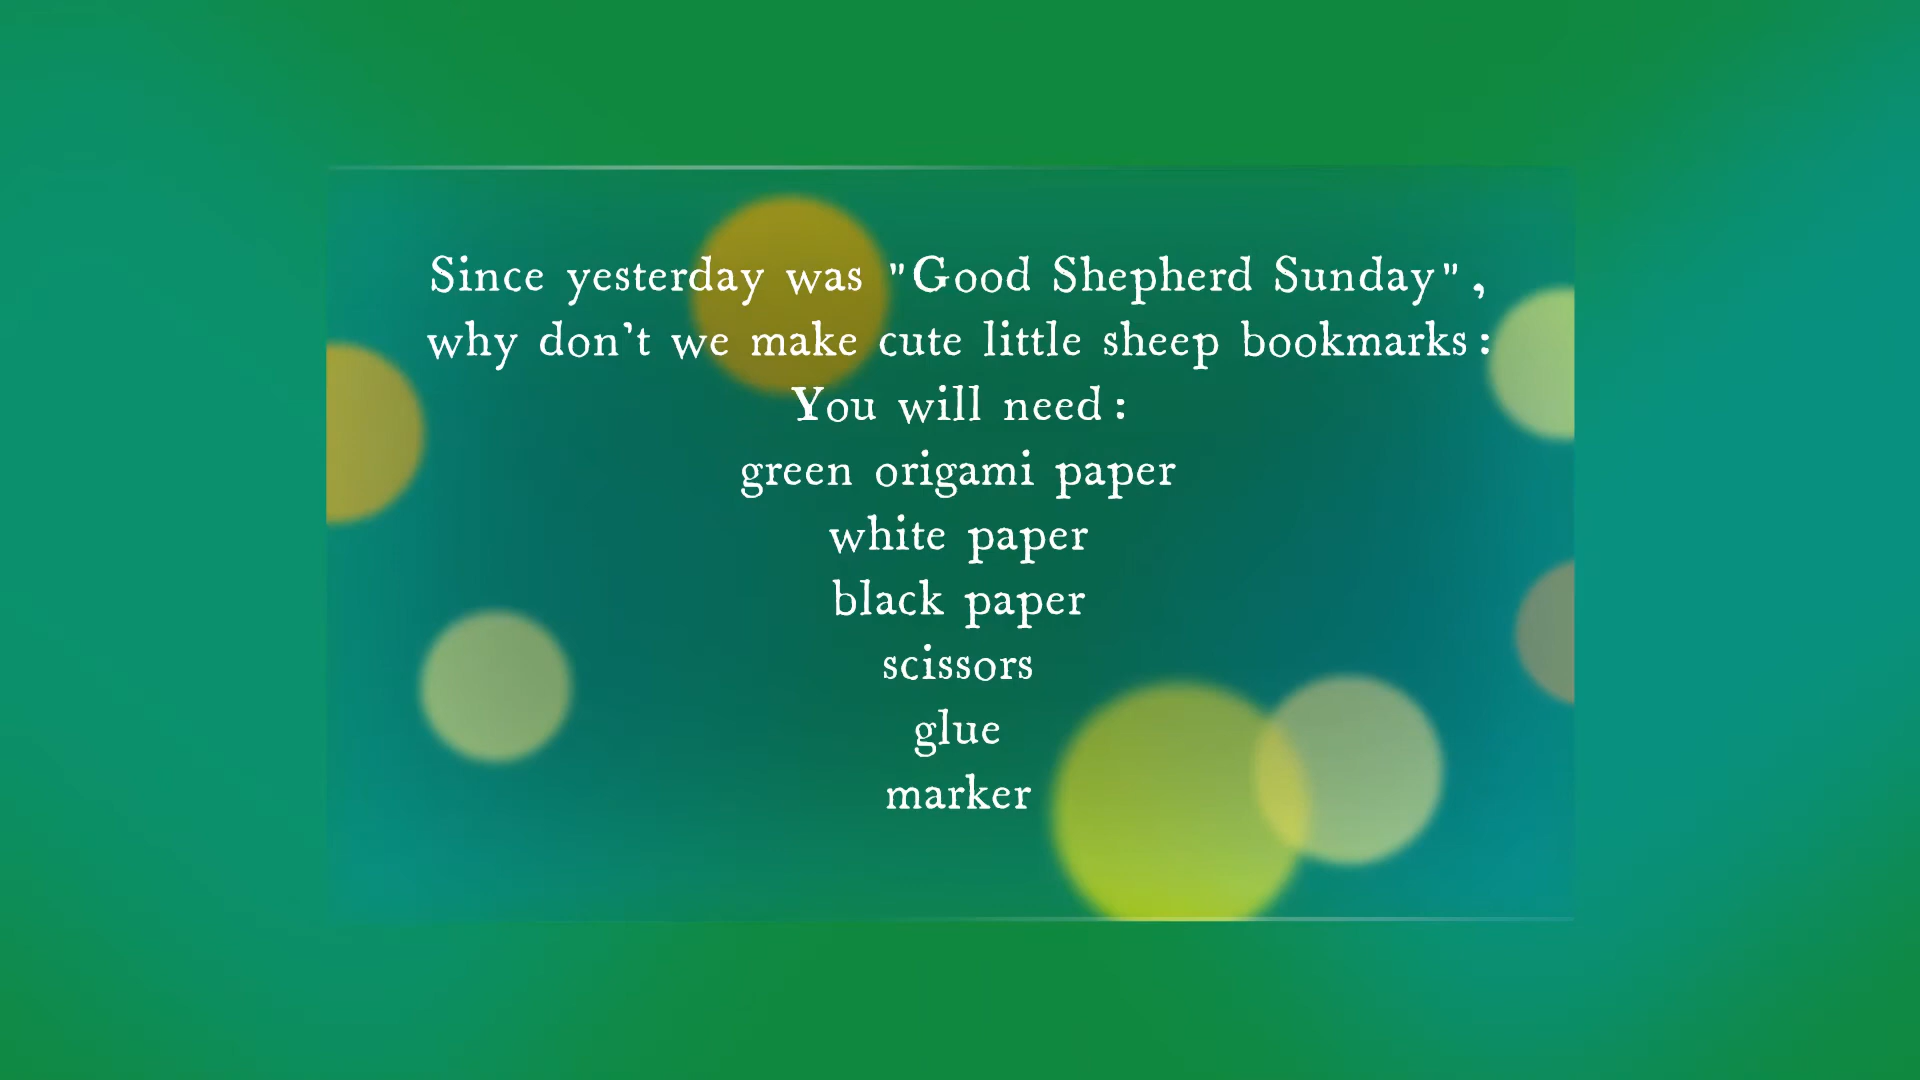 Since yesterday was "Good Shepherd Sunday",
why don't we make cute little sheep bookmarks:
You will need:
green origami paper
white paper
black paper
scissors
glue
marker